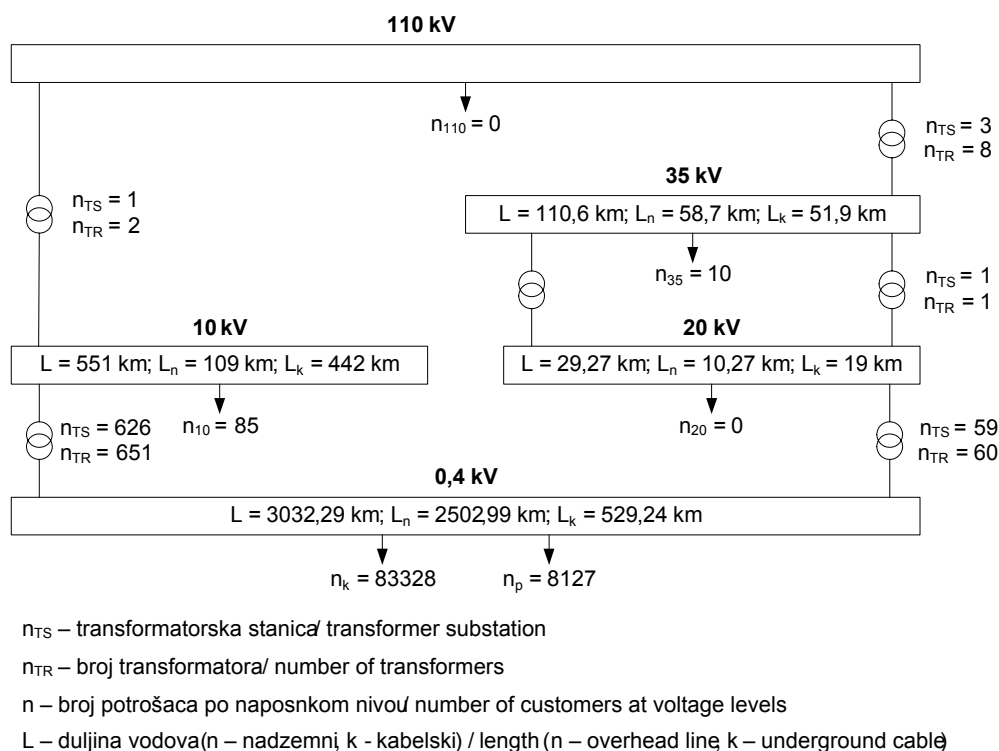 110 kV
n110 = 0
nTS = 3
nTR = 8
nTS = 1
nTR = 2
35 kV
L = 110,6 km; Ln = 58,7 km; Lk = 51,9 km
n35 = 10
nTS = 1
nTR = 1
10 kV
L = 551 km; Ln = 109 km; Lk = 442 km
20 kV
L = 29,27 km; Ln = 10,27 km; Lk = 19 km
nTS = 626
nTR = 651
n10 = 85
n20 = 0
nTS = 59
nTR = 60
0,4 kV
L = 3032,29 km; Ln = 2502,99 km; Lk = 529,24 km
nk = 83328
np = 8127
nTS – transformatorska stanica/ transformer substation
nTR – broj transformatora/ number of transformers
n – broj potrošaca po naposnkom nivou/ number of customers at voltage levels
L – duljina vodova(n – nadzemni, k - kabelski) / length (n – overhead line, k – underground cable)